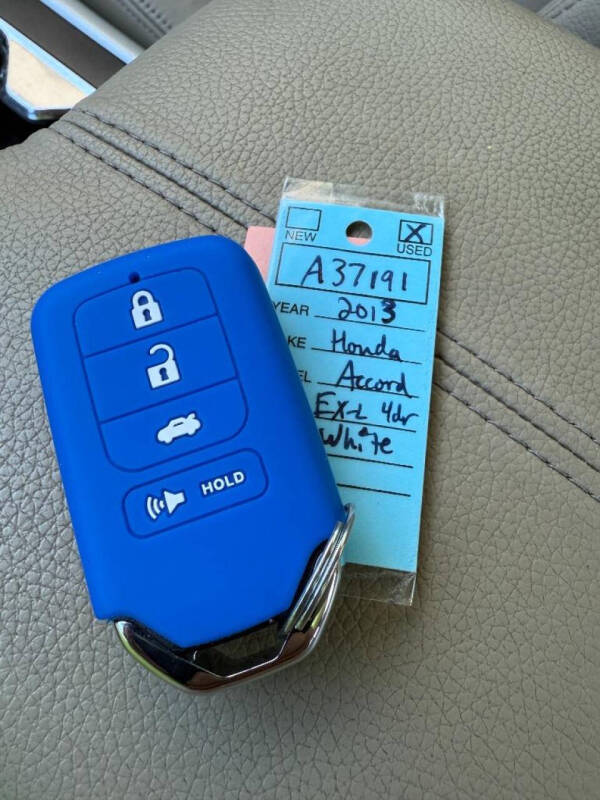 NEW
X
USED
A37191
YEAR 2013
KE Honda
EL Accord
EX-L 4dr
White
HOLD